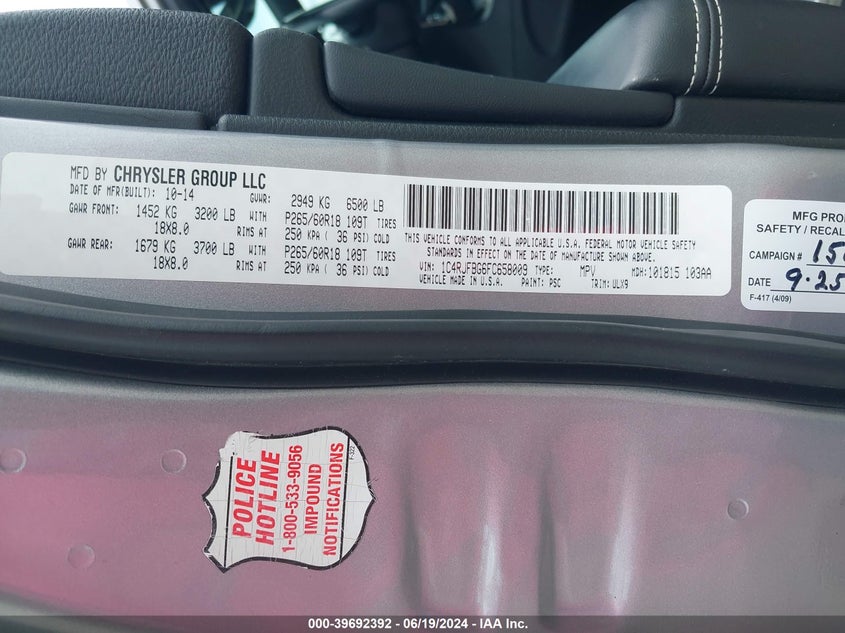 MFD BY CHRYSLER GROUP LLC
DATE OF MFR(BUILT): 10-14 GVWR: 2949 KG 6500 LB
GAWR FRONT: 1452 KG 3200 LB WITH P265/60R18 109T TIRES
18X8.0 RIMS AT 250 KPA ( 36 PSI) COLD
GAWR REAR: 1679 KG 3700 LB WITH P265/60R18 109T TIRES
18X8.0 RIMS AT 250 KPA ( 36 PSI) COLD
THIS VEHICLE CONFORMS TO ALL APPLICABLE U.S.A. FEDERAL MOTOR VEHICLE SAFETY
STANDARDS IN EFFECT ON THE DATE OF MANUFACTURE SHOWN ABOVE.
VIN: 1C4RJFBG6FC658009 TYPE: MPV MDH: 101815 103AA
VEHICLE MADE IN U.S.A. PAINT: PSC TRIM: ULX9
MFG PRO
SAFETY / RECAL
CAMPAIGN #
DATE 9-25
F-417 (4/09)
POLICE
HOTLINE
1-800-533-9056
IMPOUND
NOTIFICATIONS
F-322
000-39692392 - 06/19/2024 - IAA Inc.